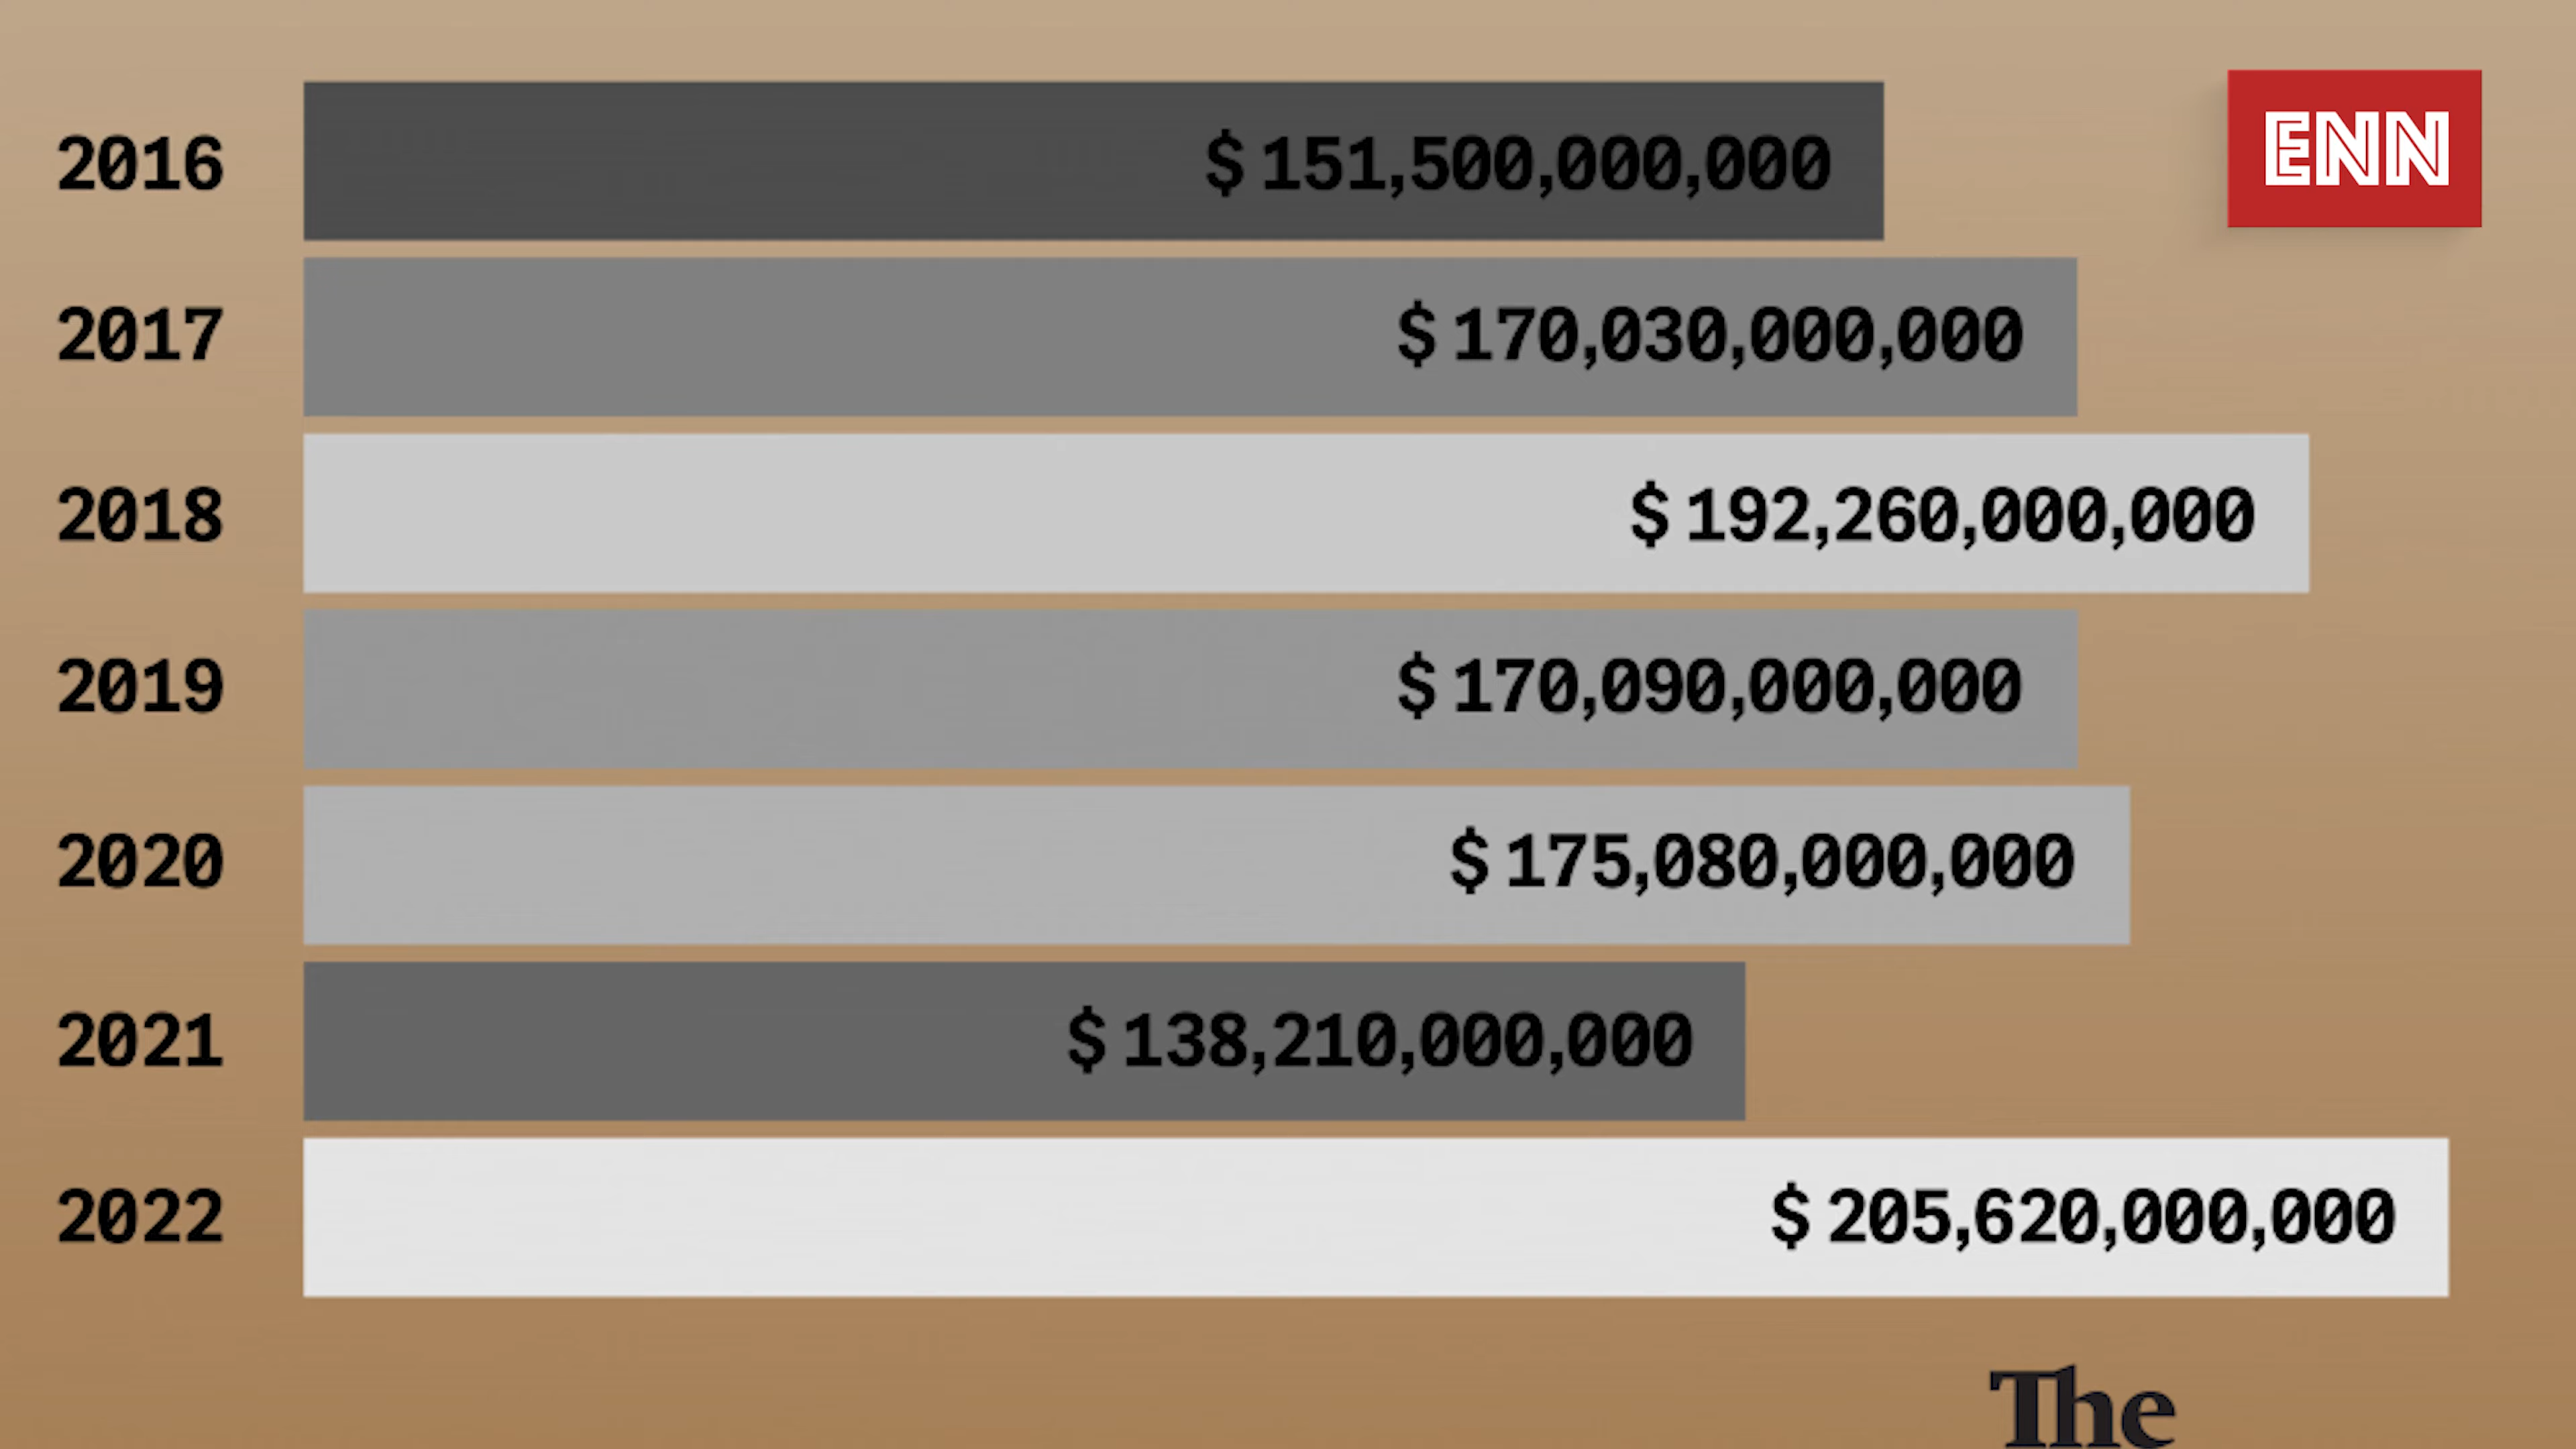 2016 $ 151,500,000,000
ENN
2017 $ 170,030,000,000
2018 $ 192,260,000,000
2019 $ 170,090,000,000
2020 $ 175,080,000,000
2021 $ 138,210,000,000
2022 $ 205,620,000,000
The